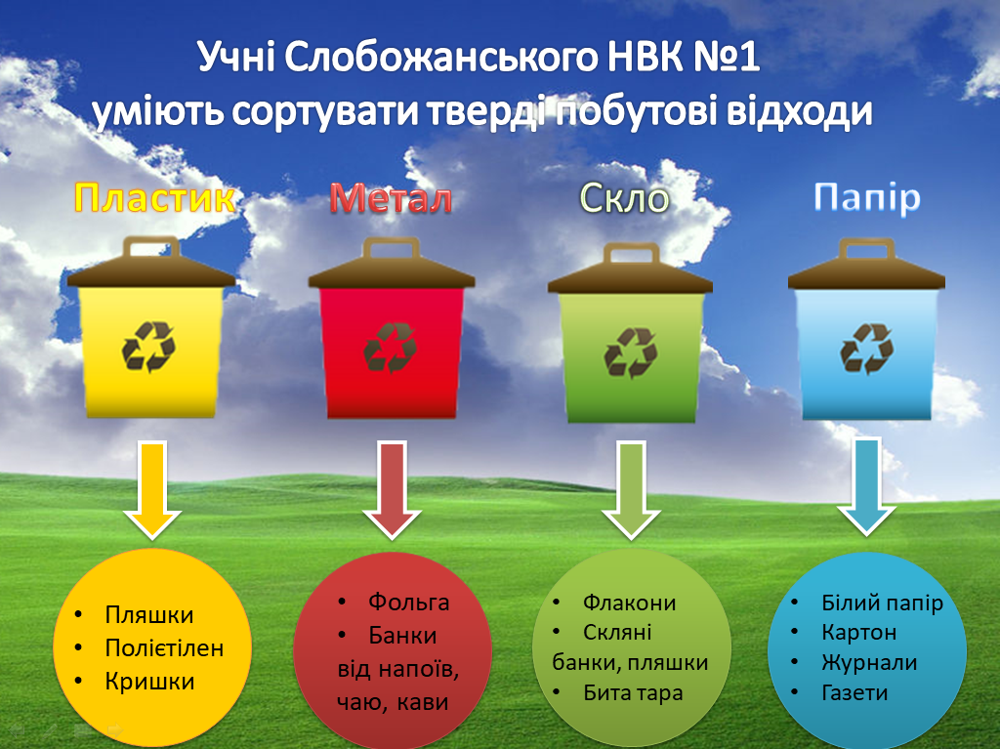 Учні Слобожанського НВК №1
уміють сортувати тверді побутові відходи
Пластик
Метал
Скло
Папір
• Пляшки
• Полієтілен
• Кришки
• Фольга
• Банки
від напоїв,
чаю, кави
• Флакони
• Скляні
банки, пляшки
• Бита тара
• Білий папір
• Картон
• Журнали
• Газети